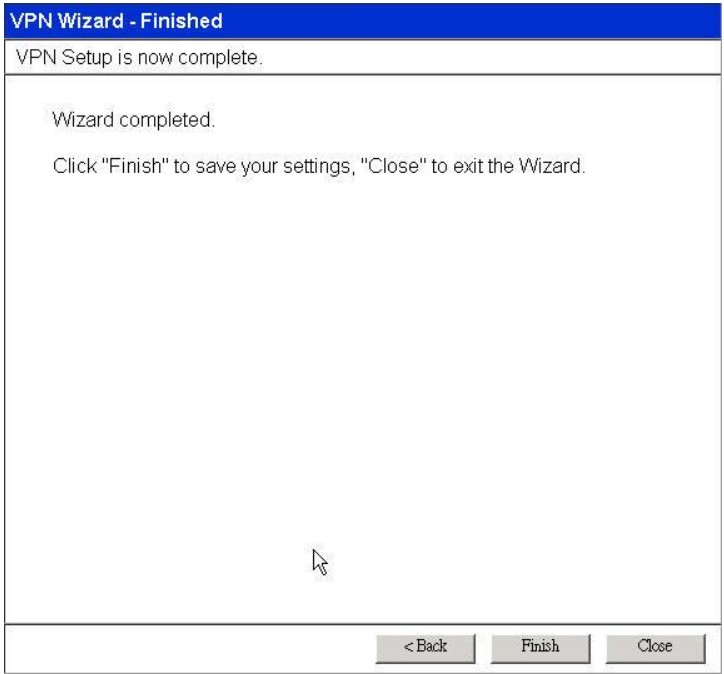 VPN Wizard - Finished
VPN Setup is now complete.
Wizard completed.
Click "Finish" to save your settings, "Close" to exit the Wizard.
< Back
Finish
Close